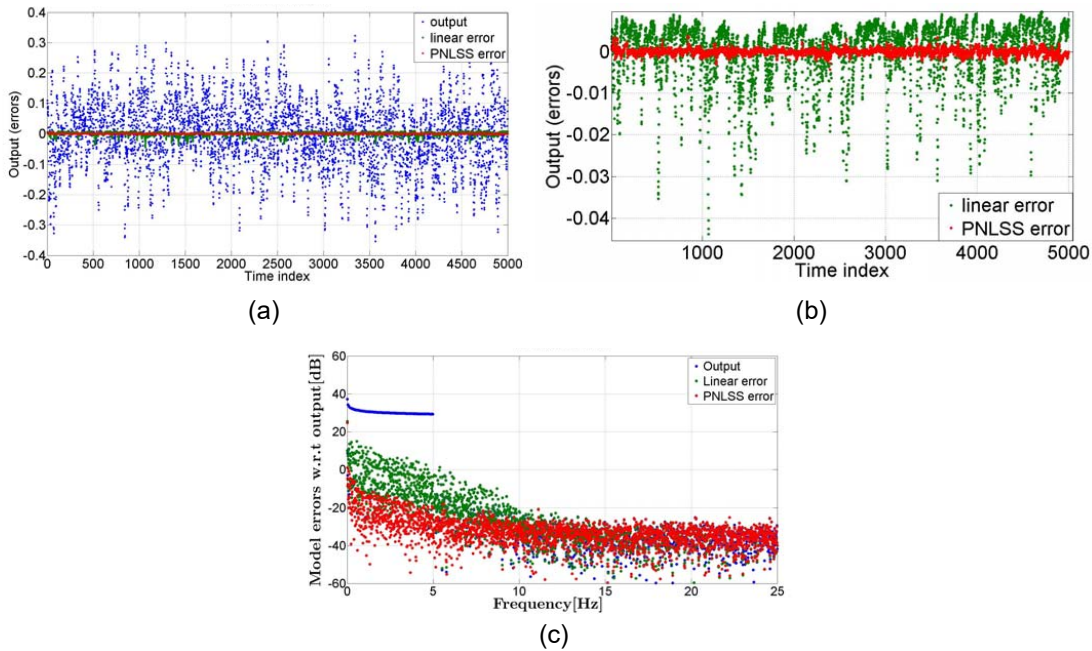 0.4
0.3
0.2
0.1
0
-0.1
-0.2
-0.3
-0.4
Output (errors)
0 500 1000 1500 2000 2500 3000 3500 4000 4500 5000
Time index
output
linear error
PNLSS error
(a)
0
-0.01
-0.02
-0.03
-0.04
Output (errors)
1000 2000 3000 4000 5000
Time index
linear error
PNLSS error
(b)
60
40
20
0
-20
-40
-60
Model errors w.r.t output[dB]
0 5 10 15 20 25
Frequency[Hz]
Output
Linear error
PNLSS error
(c)